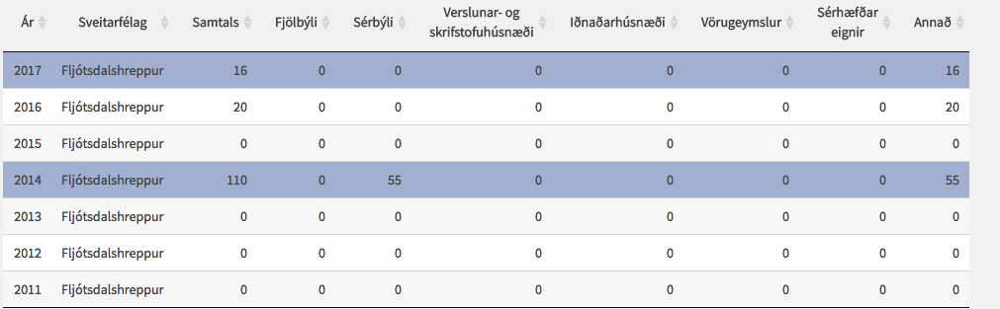 Ár Sveitarfélag Samtals Fjölbýli Sérbýli Verslunar- og skrifstofuhúsnæði Iðnaðarhúsnæði Vörugeymslur Sérhæfðar eignir Annað
2017 Fljótsdalshreppur 16 0 0 0 0 0 0 16
2016 Fljótsdalshreppur 20 0 0 0 0 0 0 20
2015 Fljótsdalshreppur 0 0 0 0 0 0 0 0
2014 Fljótsdalshreppur 110 0 55 0 0 0 0 55
2013 Fljótsdalshreppur 0 0 0 0 0 0 0 0
2012 Fljótsdalshreppur 0 0 0 0 0 0 0 0
2011 Fljótsdalshreppur 0 0 0 0 0 0 0 0